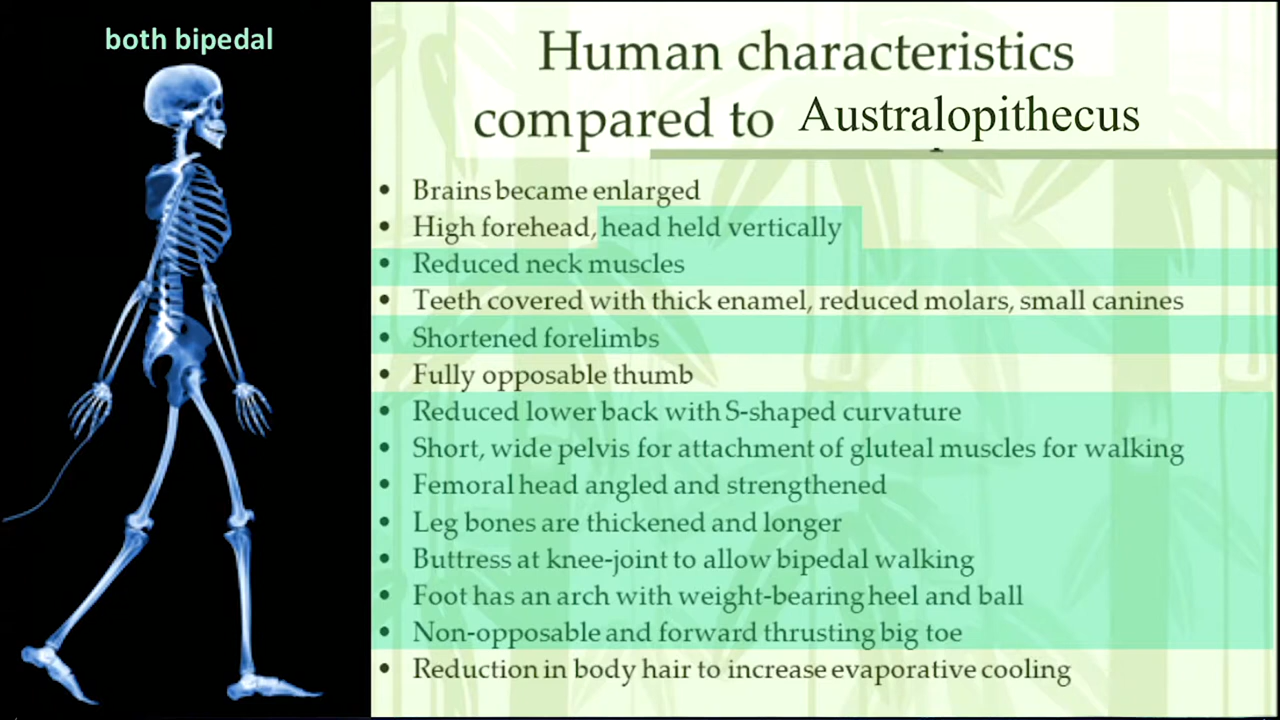 both bipedal
Human characteristics
compared to Australopithecus
• Brains became enlarged
• High forehead, head held vertically
• Reduced neck muscles
• Teeth covered with thick enamel, reduced molars, small canines
• Shortened forelimbs
• Fully opposable thumb
• Reduced lower back with S-shaped curvature
• Short, wide pelvis for attachment of gluteal muscles for walking
• Femoral head angled and strengthened
• Leg bones are thickened and longer
• Buttress at knee-joint to allow bipedal walking
• Foot has an arch with weight-bearing heel and ball
• Non-opposable and forward thrusting big toe
• Reduction in body hair to increase evaporative cooling